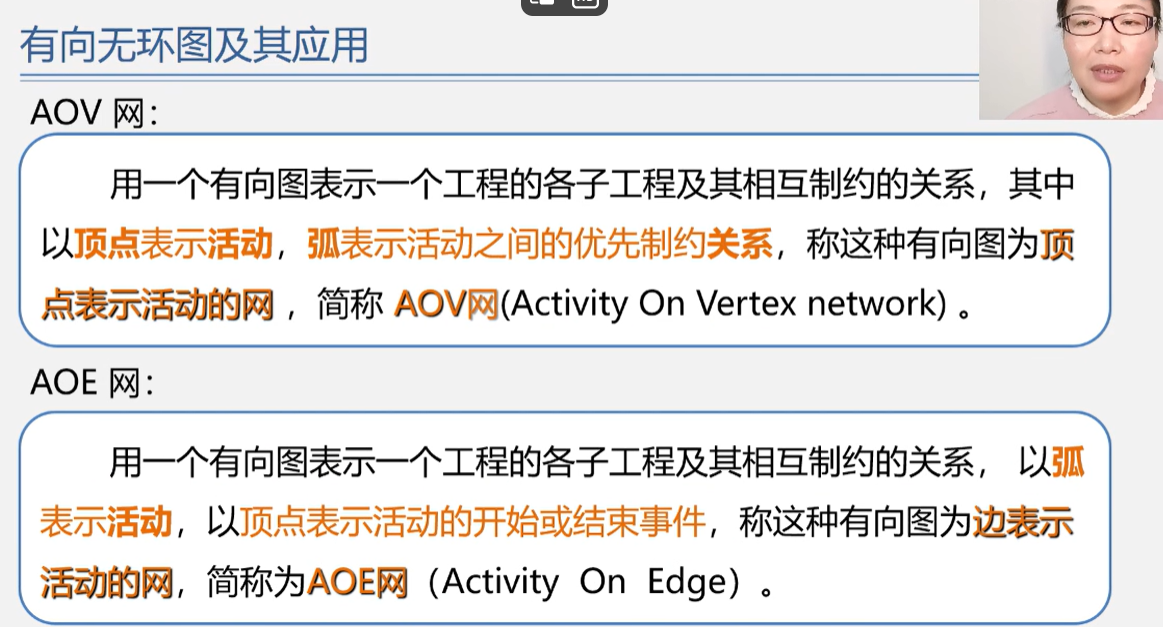 有向无环图及其应用
AOV 网：
用一个有向图表示一个工程的各子工程及其相互制约的关系，其中
以顶点表示活动，弧表示活动之间的优先制约关系，称这种有向图为顶
点表示活动的网 ，简称 AOV网(Activity On Vertex network) 。
AOE 网：
用一个有向图表示一个工程的各子工程及其相互制约的关系， 以弧
表示活动，以顶点表示活动的开始或结束事件，称这种有向图为边表示
活动的网，简称为AOE网（Activity On Edge）。